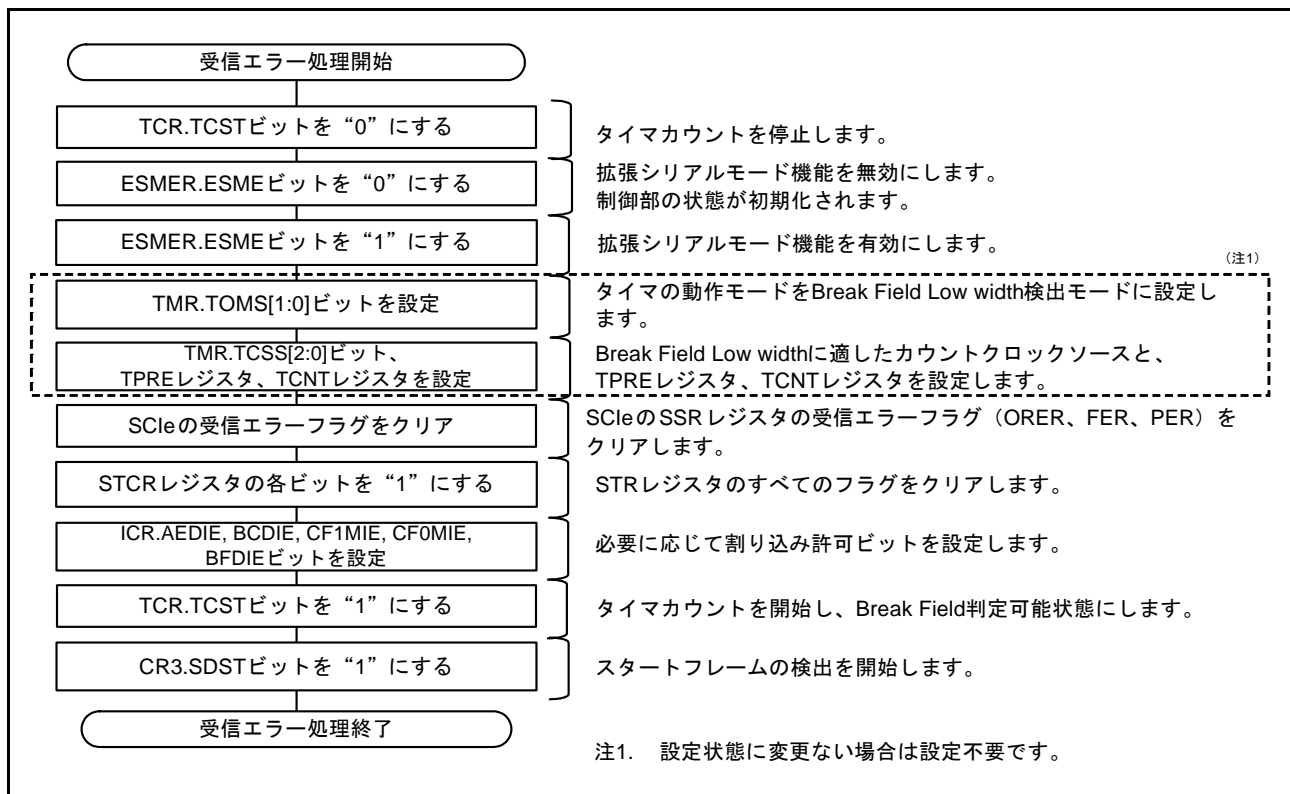 受信エラー処理開始
TCR.TCSTビットを“0”にする
タイマカウントを停止します。
ESMER.ESMEビットを“0”にする
拡張シリアルモード機能を無効にします。
制御部の状態が初期化されます。
ESMER.ESMEビットを“1”にする
拡張シリアルモード機能を有効にします。
(注1)
TMR.TOMS[1:0]ビットを設定
タイマの動作モードをBreak Field Low width検出モードに設定し
ます。
TMR.TCSS[2:0]ビット、
TPREレジスタ、TCNTレジスタを設定
Break Field Low widthに適したカウントクロックソースと、
TPREレジスタ、TCNTレジスタを設定します。
SCIeの受信エラーフラグをクリア
SCIeのSSRレジスタの受信エラーフラグ（ORER、FER、PER）を
クリアします。
STCRレジスタの各ビットを“1”にする
STRレジスタのすべてのフラグをクリアします。
ICR.AEDIE, BCDIE, CF1MIE, CF0MIE,
BFDIEビットを設定
必要に応じて割り込み許可ビットを設定します。
TCR.TCSTビットを“1”にする
タイマカウントを開始し、Break Field判定可能状態にします。
CR3.SDSTビットを“1”にする
スタートフレームの検出を開始します。
受信エラー処理終了
注1. 設定状態に変更ない場合は設定不要です。